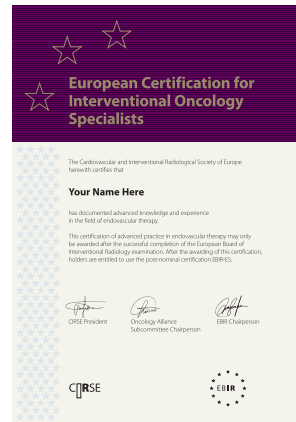 European Certification for
Interventional Oncology
Specialists
The Cardiovascular and Interventional Radiological Society of Europe
herewith certifies that
Your Name Here
has documented advanced knowledge and experience
in the field of endovascular therapy.
This certification of advanced practice in endovascular therapy may only
be awarded after the successful completion of the European Board of
Interventional Radiology examination. After the awarding of this certification,
holders are entitled to use the post-nominal certification EBIR-ES.
CIRSE President
Oncology Alliance
Subcommittee Chairperson
EBIR Chairperson
CIRSE
EBIR